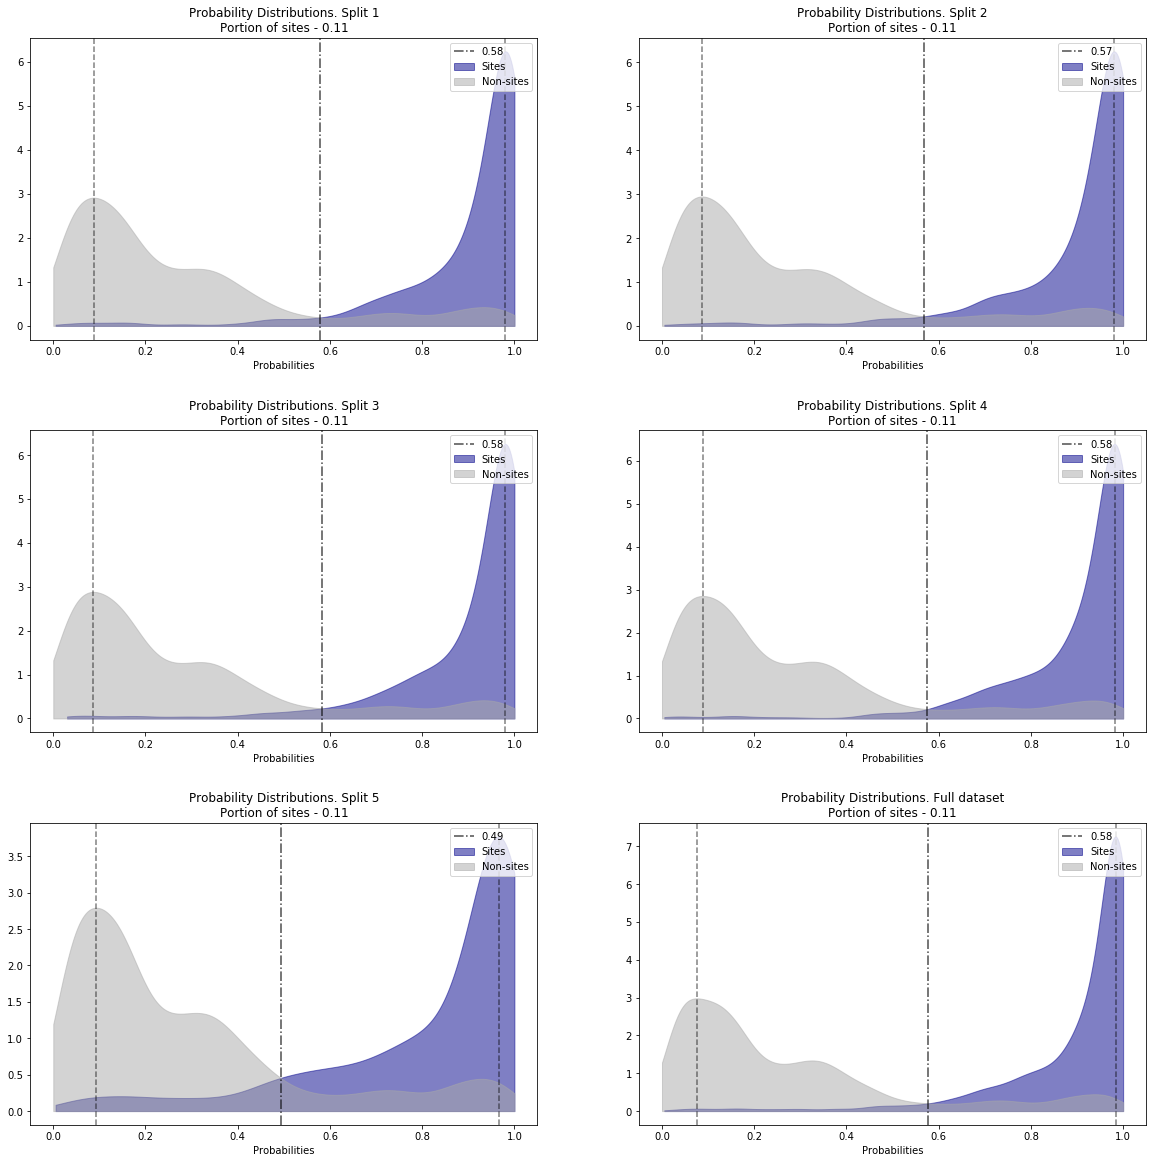 Probability Distributions. Split 1
Portion of sites - 0.11
0.58
Sites
Non-sites
6
5
4
3
2
1
0
0.0 0.2 0.4 0.6 0.8 1.0
Probabilities
Probability Distributions. Split 2
Portion of sites - 0.11
0.57
Sites
Non-sites
6
5
4
3
2
1
0
0.0 0.2 0.4 0.6 0.8 1.0
Probabilities
Probability Distributions. Split 3
Portion of sites - 0.11
0.58
Sites
Non-sites
6
5
4
3
2
1
0
0.0 0.2 0.4 0.6 0.8 1.0
Probabilities
Probability Distributions. Split 4
Portion of sites - 0.11
0.58
Sites
Non-sites
6
5
4
3
2
1
0
0.0 0.2 0.4 0.6 0.8 1.0
Probabilities
Probability Distributions. Split 5
Portion of sites - 0.11
0.49
Sites
Non-sites
3.5
3.0
2.5
2.0
1.5
1.0
0.5
0.0
0.0 0.2 0.4 0.6 0.8 1.0
Probabilities
Probability Distributions. Full dataset
Portion of sites - 0.11
0.58
Sites
Non-sites
7
6
5
4
3
2
1
0
0.0 0.2 0.4 0.6 0.8 1.0
Probabilities